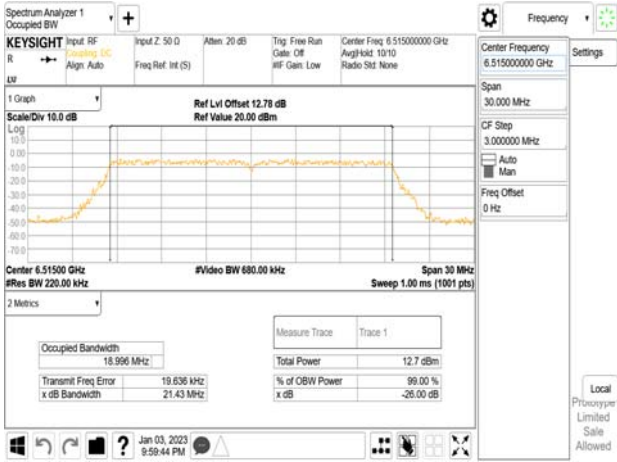 Spectrum Analyzer 1
Occupied BW
+
Frequency
KEYSIGHT Input: RF Input Z: 50 Ω Atten: 20 dB Trig: Free Run Center Freq: 6.515000000 GHz
R Coupling: DC Gate: Off Avg|Hold: 10/10
Align: Auto Freq Ref: Int (S) #IF Gain: Low Radio Std: None
LXI
Center Frequency
6.515000000 GHz
Settings
Span
30.000 MHz
CF Step
3.000000 MHz
Auto
Man
Freq Offset
0 Hz
1 Graph
Ref Lvl Offset 12.78 dB
Scale/Div 10.0 dB Ref Value 20.00 dBm
Log
10.0
0.00
-10.0
-20.0
-30.0
-40.0
-50.0
-60.0
-70.0
Center 6.51500 GHz #Video BW 680.00 kHz Span 30 MHz
#Res BW 220.00 kHz Sweep 1.00 ms (1001 pts)
2 Metrics
Measure Trace Trace 1
Occupied Bandwidth
18.996 MHz Total Power 12.7 dBm
Transmit Freq Error 19.636 kHz % of OBW Power 99.00 %
x dB Bandwidth 21.43 MHz x dB -26.00 dB
Local
Prototype
Limited
Sale
Allowed
? Jan 03, 2023
9:59:44 PM